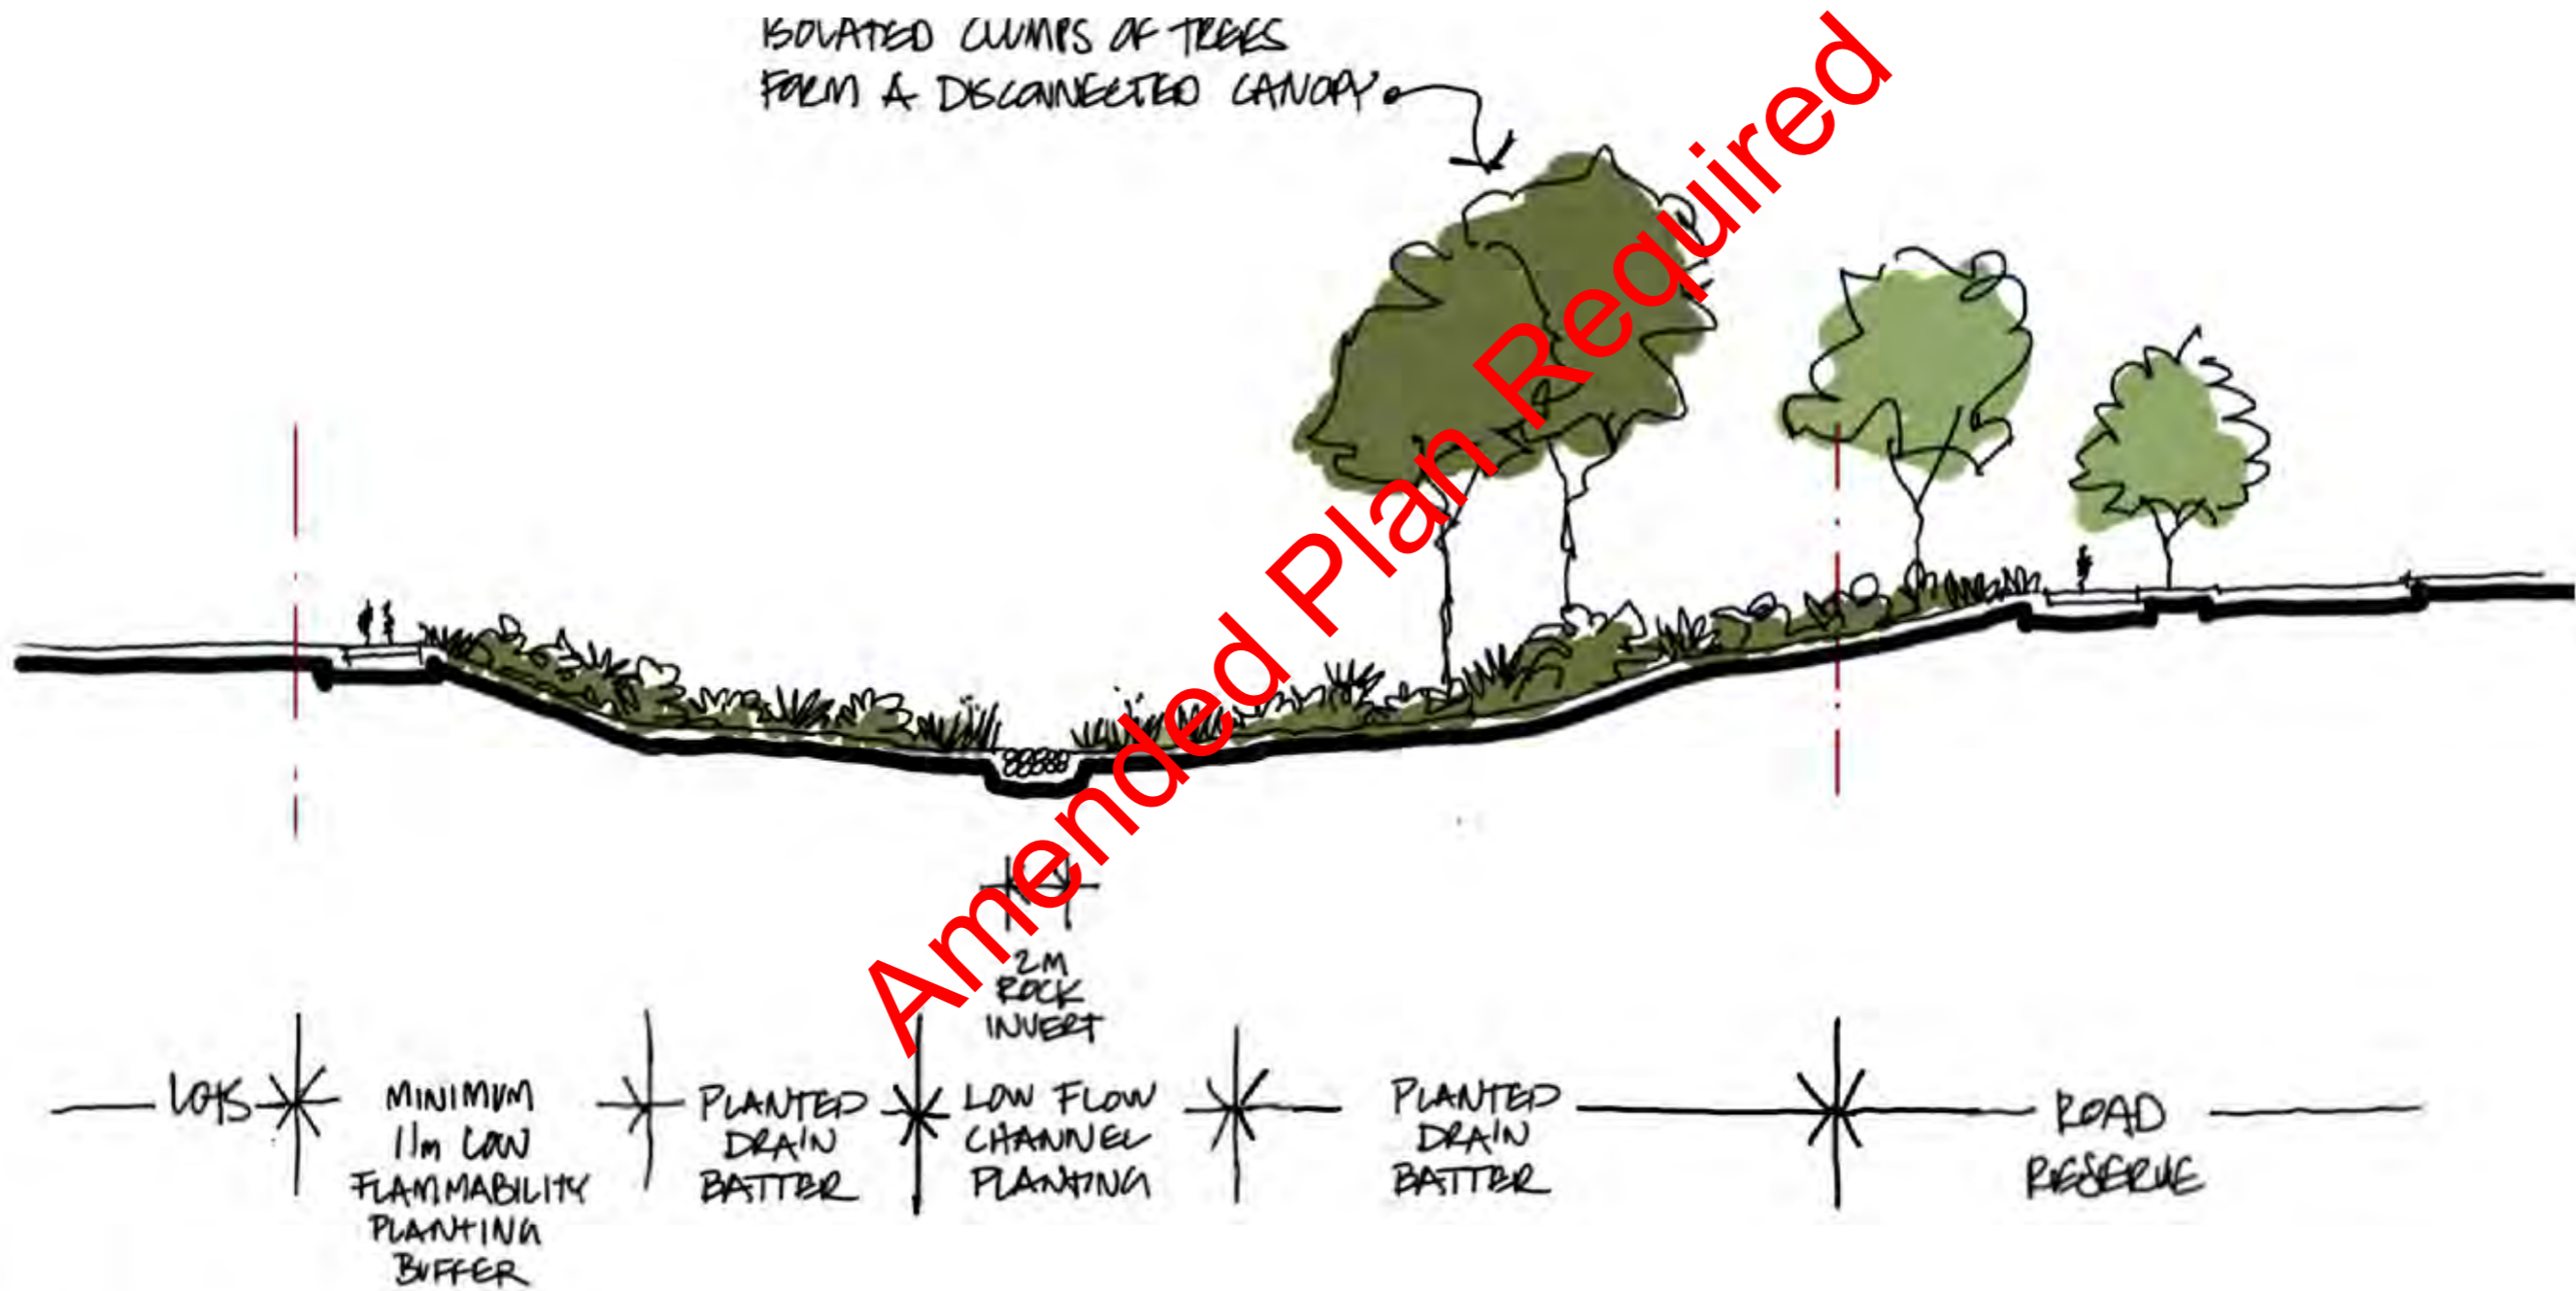 ISOLATED CLUMPS OF TREES
FORM A DISCONNECTED CANOPY
Amended Plan Required
2M
ROCK
INVERT
LOTS
MINIMUM
11m LOW
FLAMMABILITY
PLANTING
BUFFER
PLANTED
DRAIN
BATTER
LOW FLOW
CHANNEL
PLANTING
PLANTED
DRAIN
BATTER
ROAD
RESERVE